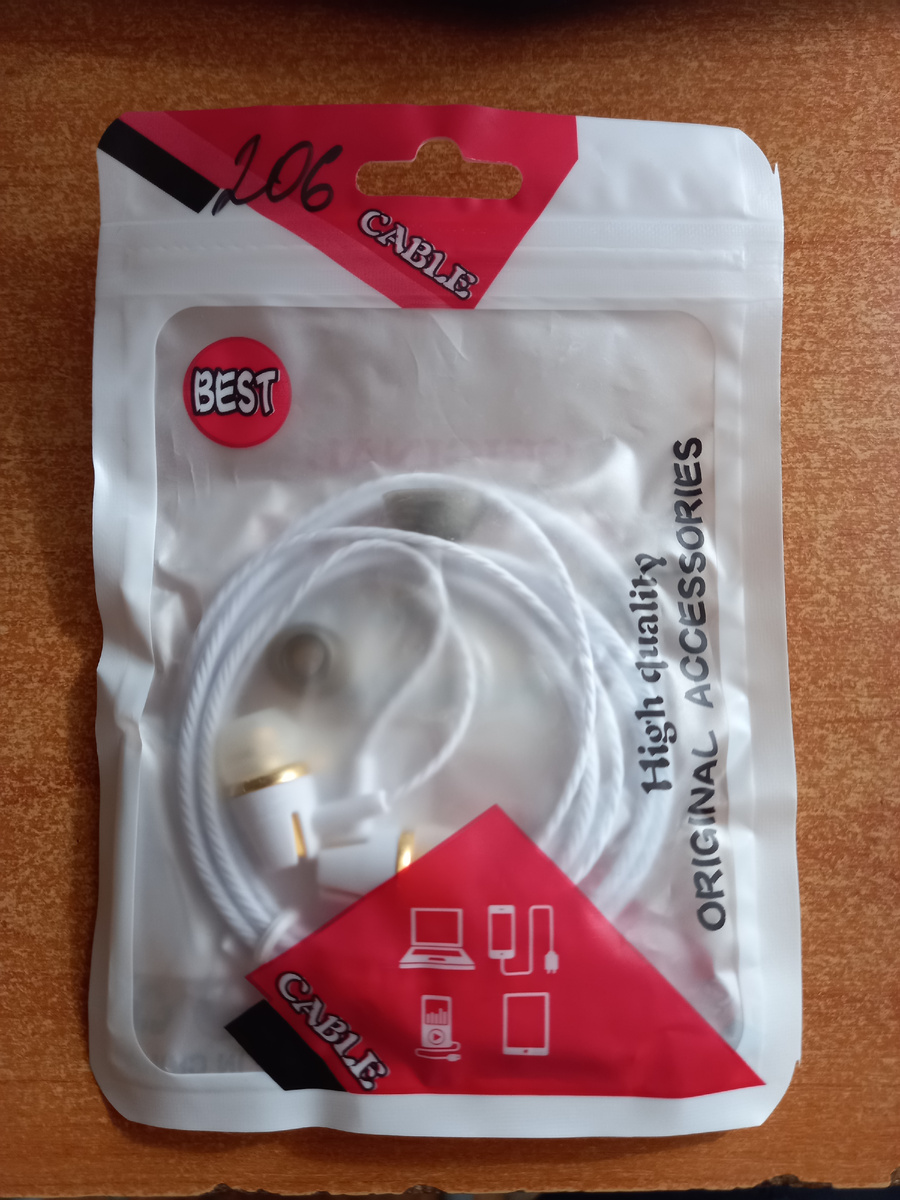 206
CABLE
BEST
High quality
ORIGINAL ACCESSORIES
CABLE